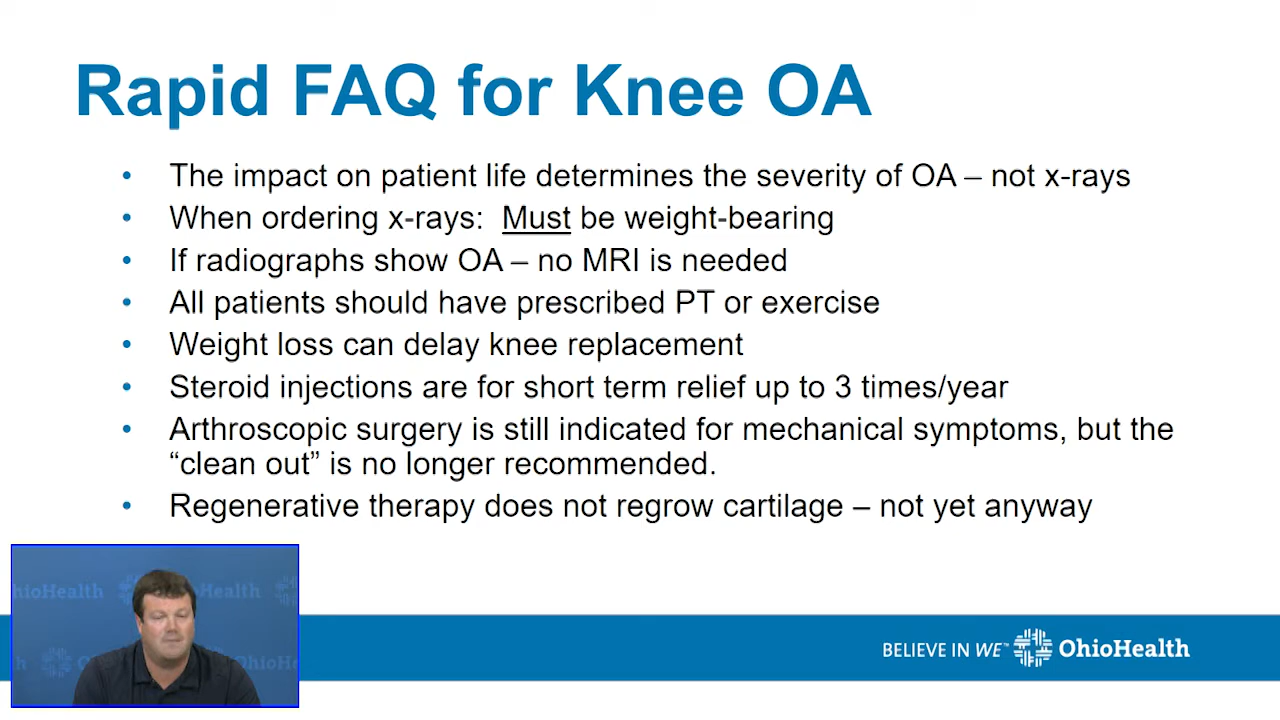 Rapid FAQ for Knee OA
• The impact on patient life determines the severity of OA – not x-rays
• When ordering x-rays:  Must be weight-bearing
• If radiographs show OA – no MRI is needed
• All patients should have prescribed PT or exercise
• Weight loss can delay knee replacement
• Steroid injections are for short term relief up to 3 times/year
• Arthroscopic surgery is still indicated for mechanical symptoms, but the
“clean out” is no longer recommended.
• Regenerative therapy does not regrow cartilage – not yet anyway
hioHealth
Health
OhioH
BELIEVE IN WE™ OhioHealth